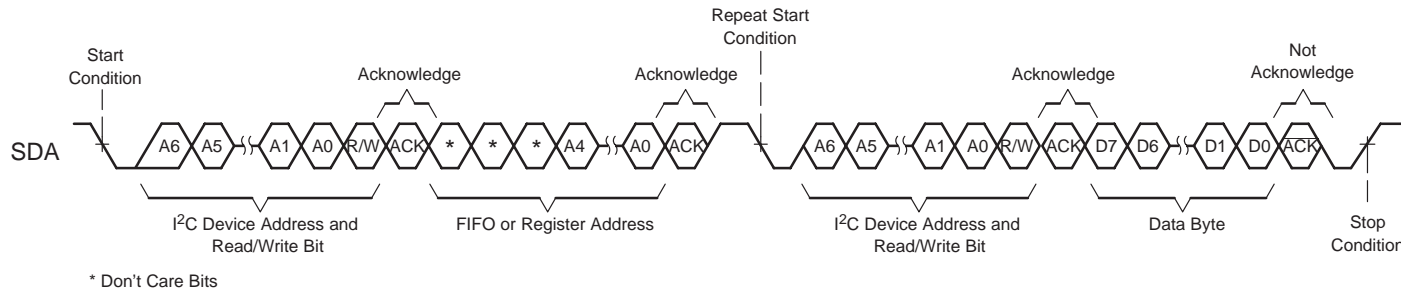 Repeat Start
Condition
Start
Condition
Not
Acknowledge
Acknowledge
Acknowledge
Acknowledge
SDA
A6 A5 A1 A0 R/W ACK * * * A4 A0 ACK A6 A5 A1 A0 R/W ACK D7 D6 D1 D0 A̅C̅K̅
I²C Device Address and
Read/Write Bit
FIFO or Register Address
I²C Device Address and
Read/Write Bit
Data Byte
Stop
Condition
* Don't Care Bits